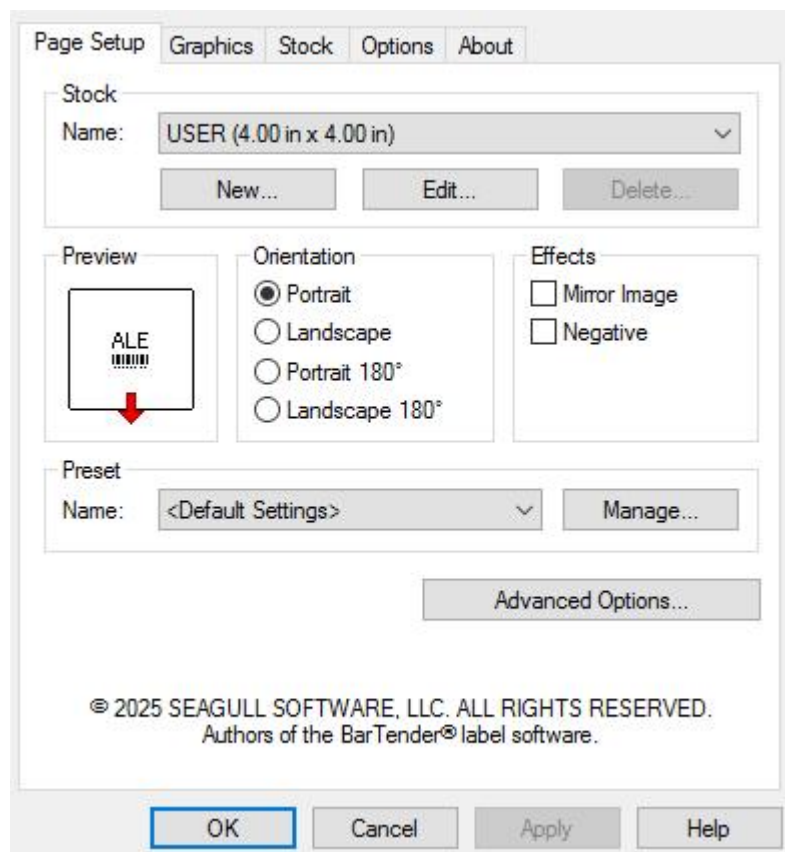 Page Setup Graphics Stock Options About
Stock
Name: USER (4.00 in x 4.00 in)
New... Edit... Delete...
Preview
ALE
Orientation
Portrait
Landscape
Portrait 180°
Landscape 180°
Effects
Mirror Image
Negative
Preset
Name: <Default Settings> Manage...
Advanced Options...
© 2025 SEAGULL SOFTWARE, LLC. ALL RIGHTS RESERVED.
Authors of the BarTender® label software.
OK Cancel Apply Help